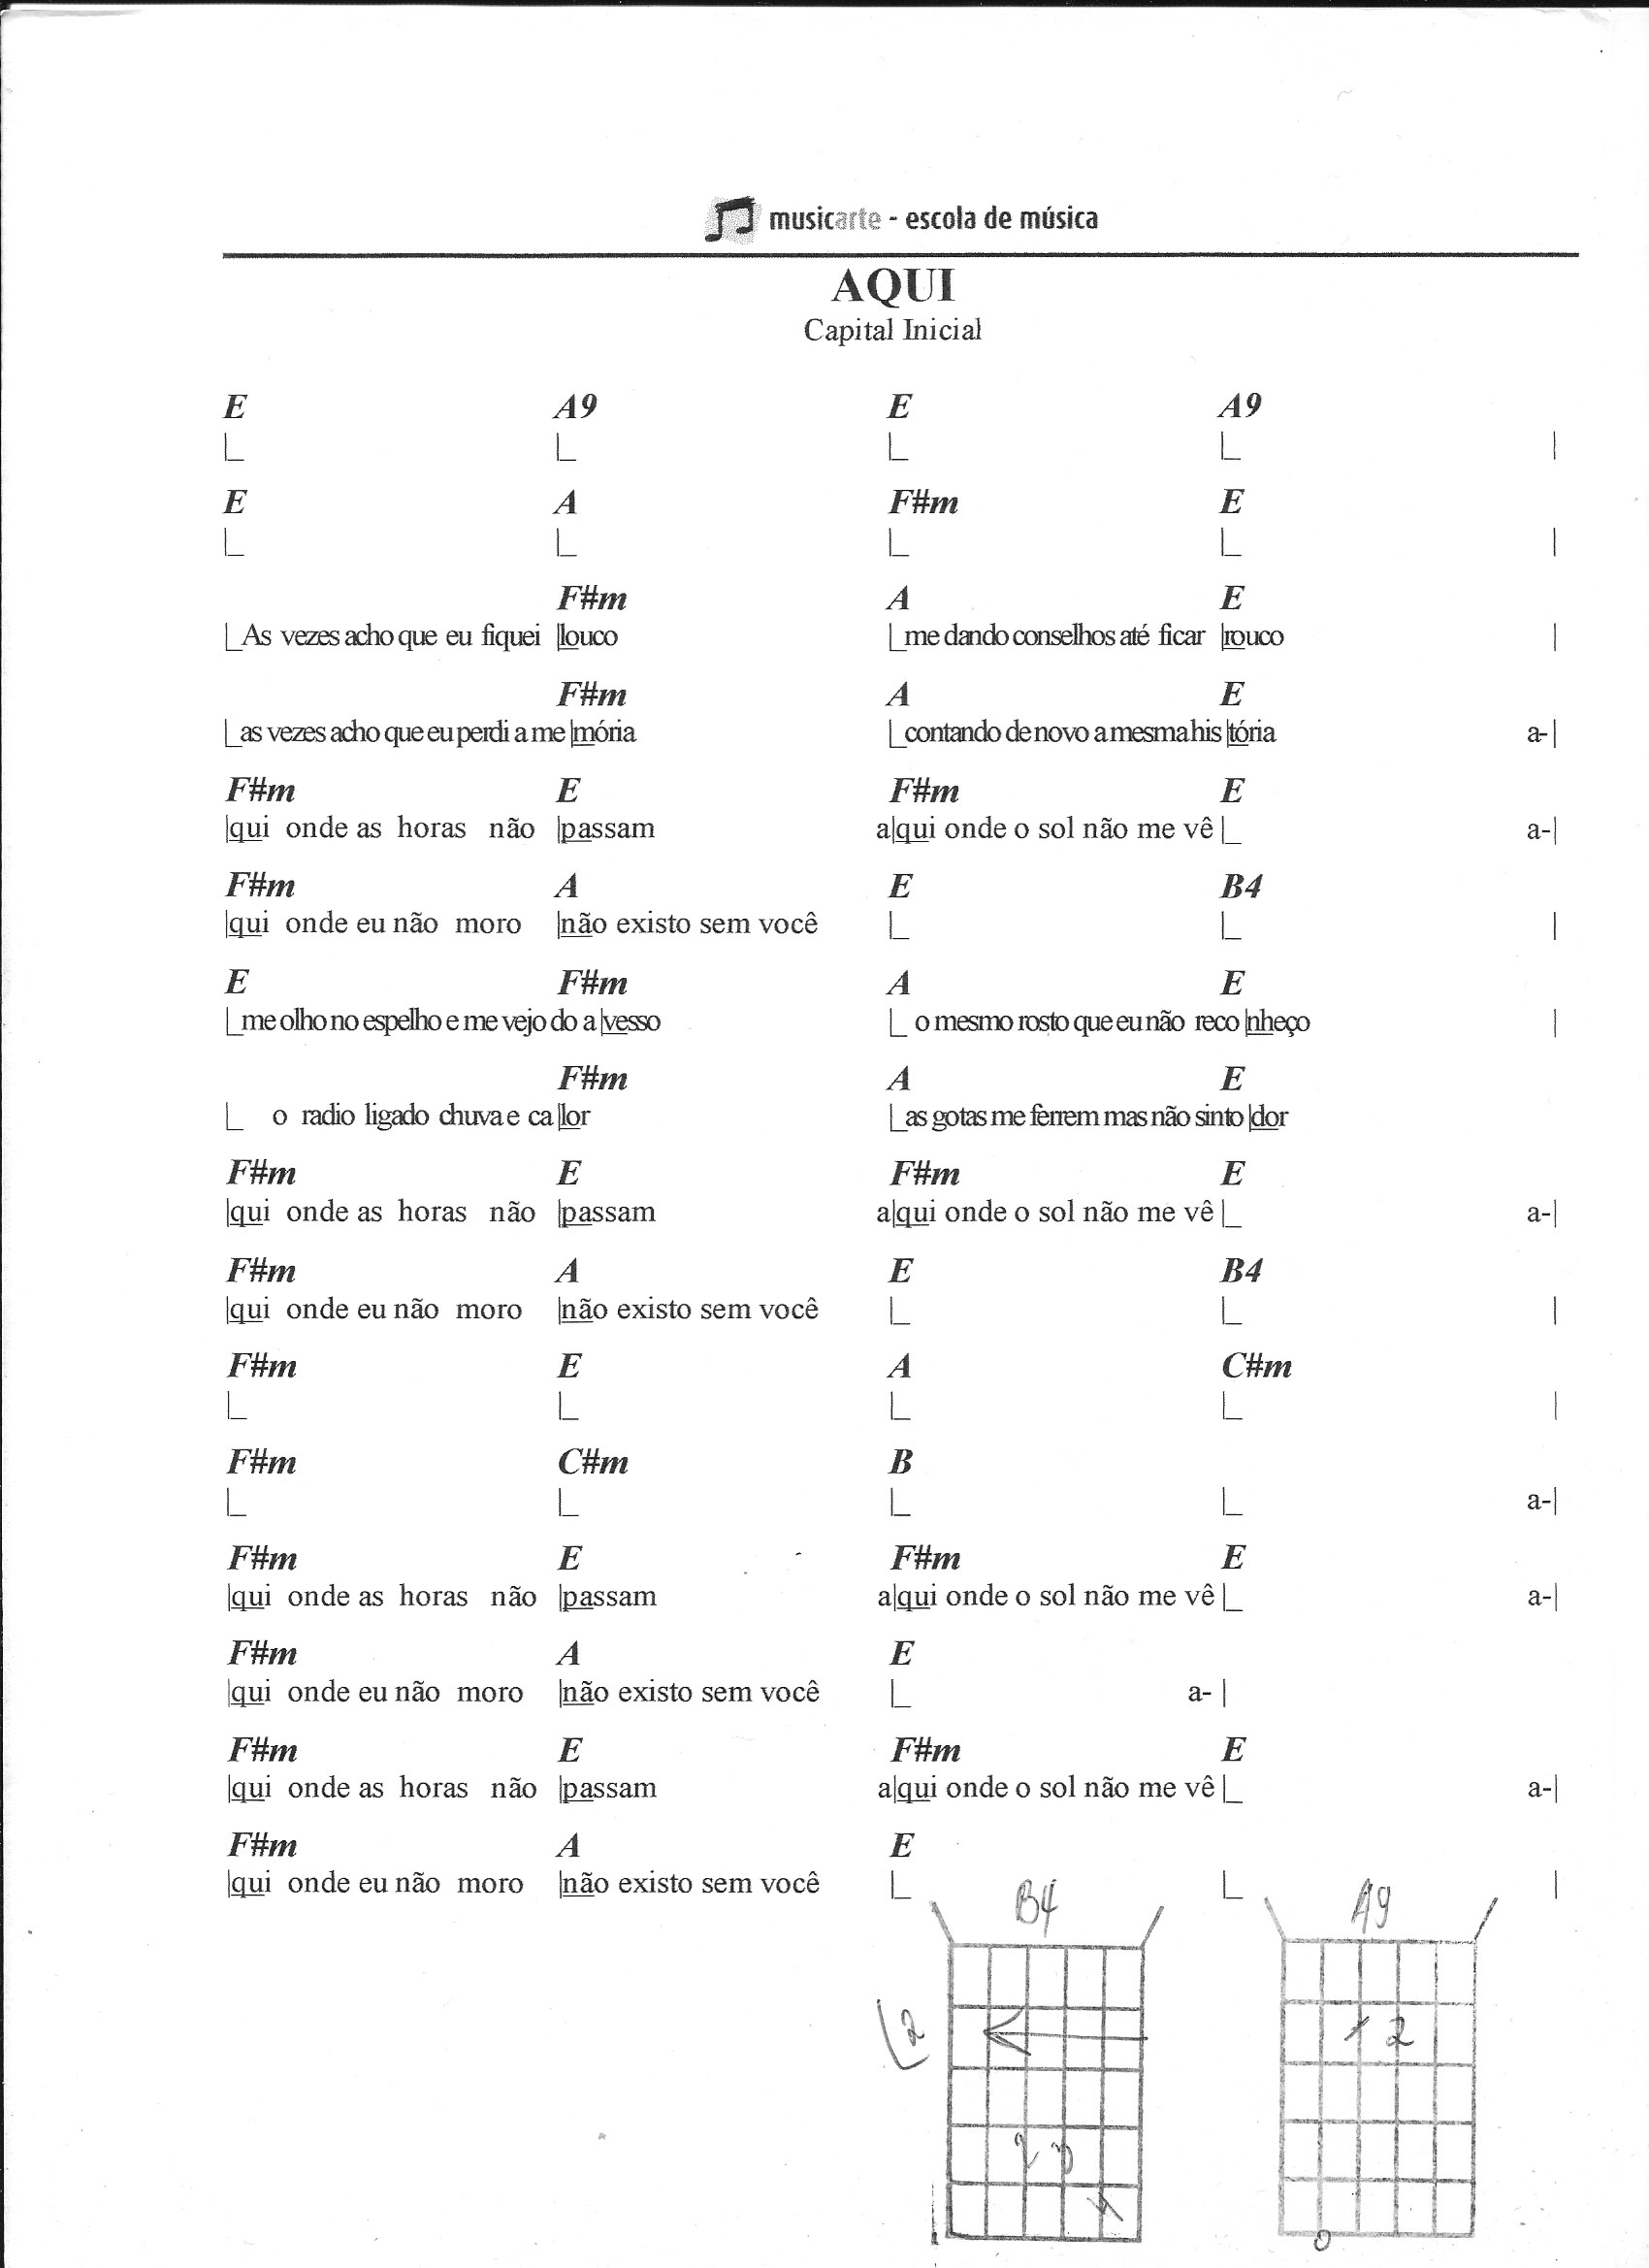 musicarte - escola de música
AQUI
Capital Inicial
E A9 E A9
E A F#m E
F#m A E
As vezes acho que eu fiquei |louco me dando conselhos até ficar |rouco |
F#m A E
as vezes acho que eu perdi a me |mória contando de novo a mesma his |tória a-|
F#m E F#m E
|qui onde as horas não |passam a|qui onde o sol não me vê a-|
F#m A E B4
|qui onde eu não moro |não existo sem você |
E F#m A E
me olho no espelho e me vejo do a |vesso o mesmo rosto que eu não reco |nheço |
F#m A E
o radio ligado chuva e ca |lor as gotas me ferrem mas não sinto |dor
F#m E F#m E
|qui onde as horas não |passam a|qui onde o sol não me vê a-|
F#m A E B4
|qui onde eu não moro |não existo sem você |
F#m E A C#m
F#m C#m B
a-|
F#m E F#m E
|qui onde as horas não |passam a|qui onde o sol não me vê a-|
F#m A E
|qui onde eu não moro |não existo sem você a- |
F#m E F#m E
|qui onde as horas não |passam a|qui onde o sol não me vê a-|
F#m A E
|qui onde eu não moro |não existo sem você |
B4 A9
2 1 2
2 3
4
0